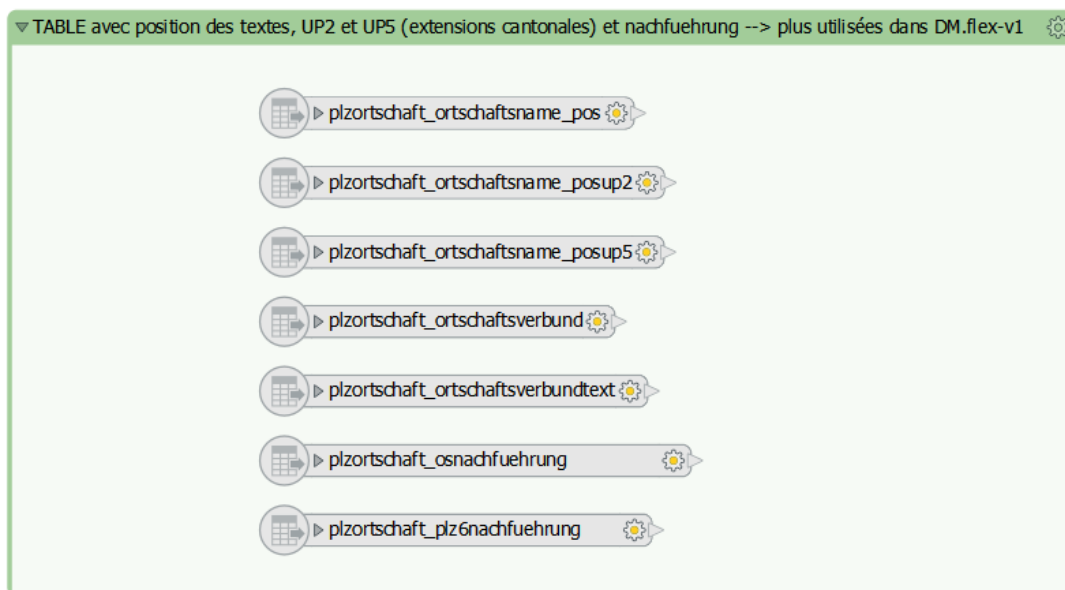 TABLE avec position des textes, UP2 et UP5 (extensions cantonales) et nachfuehrung --> plus utilisées dans DM.flex-v1
plzortschaft_ortschaftsname_pos
plzortschaft_ortschaftsname_posup2
plzortschaft_ortschaftsname_posup5
plzortschaft_ortschaftsverbund
plzortschaft_ortschaftsverbundtext
plzortschaft_osnachfuehrung
plzortschaft_plz6nachfuehrung